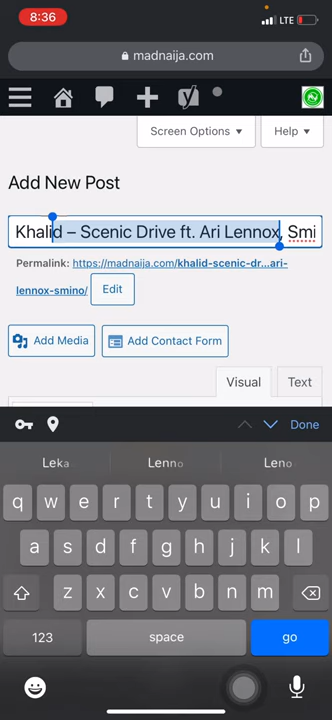 8:36
LTE
madnaija.com
Screen Options ▼
Help ▼
Add New Post
Khalid – Scenic Drive ft. Ari Lennox, Smi
Permalink: https://madnaija.com/khalid-scenic-dr...ari-
lennox-smino/ Edit
Add Media
Add Contact Form
Visual
Text
Done
Leka
Lenno
Leno
q w e r t y u i o p
a s d f g h j k l
z x c v b n m
123 space go